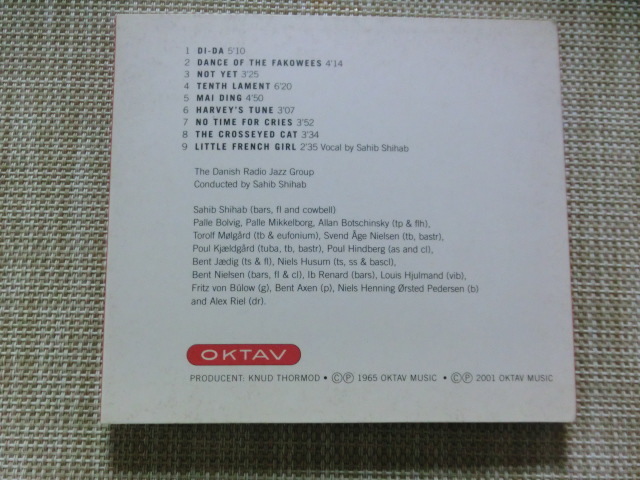 1 DI-DA 5'10
2 DANCE OF THE FAKOWEES 4'14
3 NOT YET 3'25
4 TENTH LAMENT 6'20
5 MAI DING 4'50
6 HARVEY'S TUNE 3'07
7 NO TIME FOR CRIES 3'52
8 THE CROSSEYED CAT 3'34
9 LITTLE FRENCH GIRL 2'35 Vocal by Sahib Shihab
The Danish Radio Jazz Group
Conducted by Sahib Shihab
Sahib Shihab (bars, fl and cowbell)
Palle Bolvig, Palle Mikkelborg, Allan Botschinsky (tp & flh),
Torolf Mølgård (tb & eufonium), Svend Åge Nielsen (tb, bastr),
Poul Kjældgård (tuba, tb, bastr), Poul Hindberg (as and cl),
Bent Jædig (ts & fl), Niels Husum (ts, ss & bascl),
Bent Nielsen (bars, fl & cl), Ib Renard (bars), Louis Hjulmand (vib),
Fritz von Bülow (g), Bent Axen (p), Niels Henning Ørsted Pedersen (b)
and Alex Riel (dr).
OKTAV
PRODUCENT: KNUD THORMOD • ©℗ 1965 OKTAV MUSIC • ©℗ 2001 OKTAV MUSIC